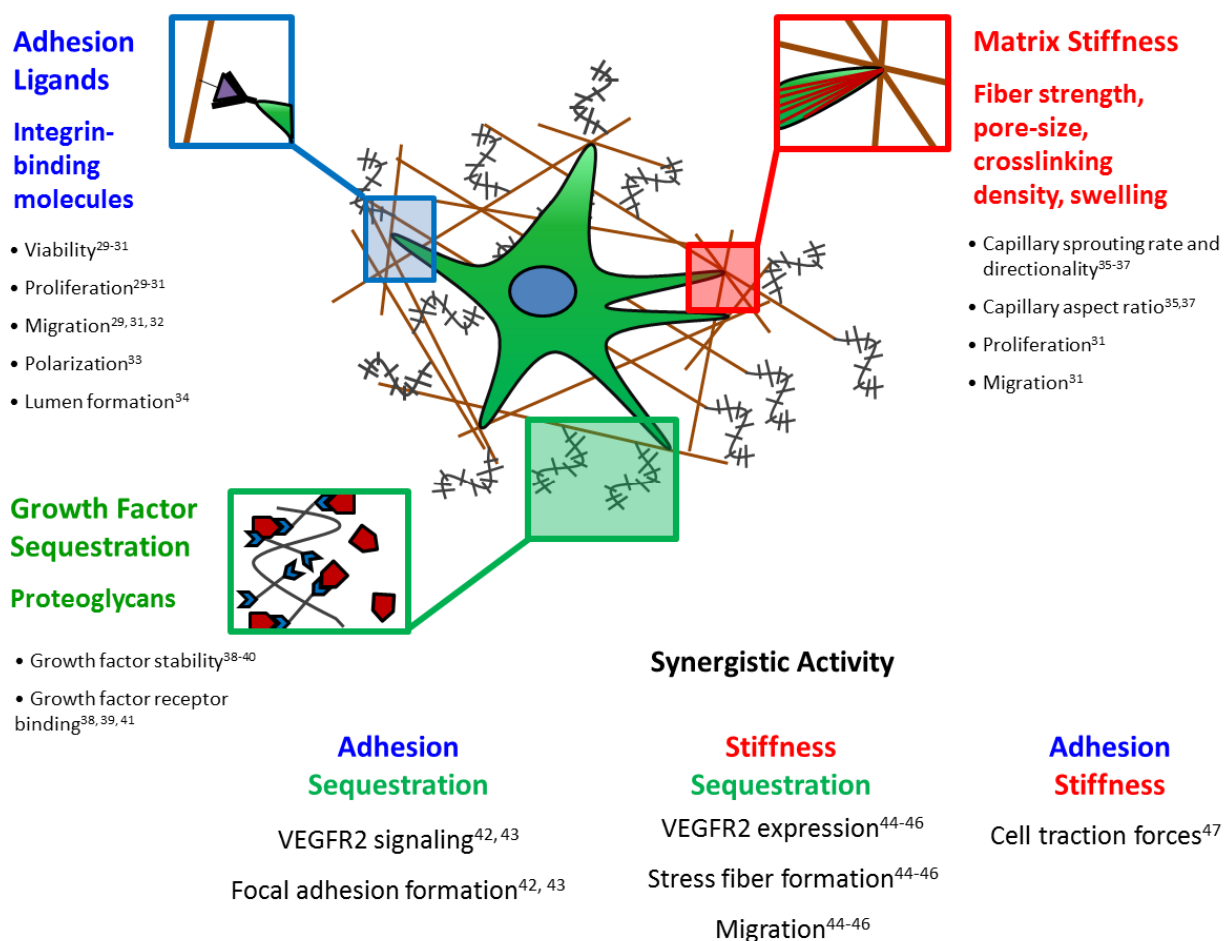 Adhesion
Ligands
Integrin-
binding
molecules
• Viability29-31
• Proliferation29-31
• Migration29, 31, 32
• Polarization33
• Lumen formation34
Matrix Stiffness
Fiber strength,
pore-size,
crosslinking
density, swelling
• Capillary sprouting rate and
directionality35-37
• Capillary aspect ratio35,37
• Proliferation31
• Migration31
Growth Factor
Sequestration
Proteoglycans
• Growth factor stability38-40
• Growth factor receptor
binding38, 39, 41
Synergistic Activity
Adhesion
Sequestration
VEGFR2 signaling42, 43
Focal adhesion formation42, 43
Stiffness
Sequestration
VEGFR2 expression44-46
Stress fiber formation44-46
Migration44-46
Adhesion
Stiffness
Cell traction forces47